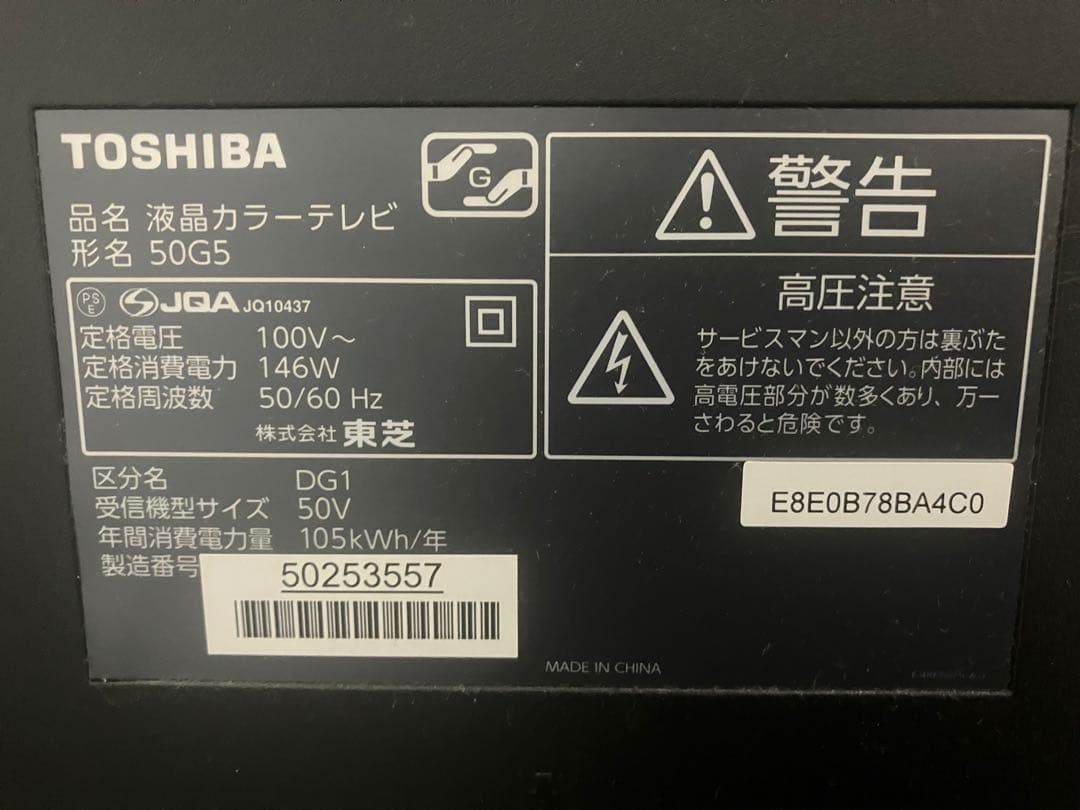 TOSHIBA
G
品名 液晶カラーテレビ
形名 50G5
PS
E
JQA JQ10437
定格電圧 100V～
定格消費電力 146W
定格周波数 50/60 Hz
株式会社 東芝
区分名 DG1
受信機型サイズ 50V
年間消費電力量 105kWh/年
製造番号
50253557
警告
高圧注意
サービスマン以外の方は裏ぶた
をあけないでください。内部には
高電圧部分が数多くあり、万一
さわると危険です。
E8E0B78BA4C0
MADE IN CHINA